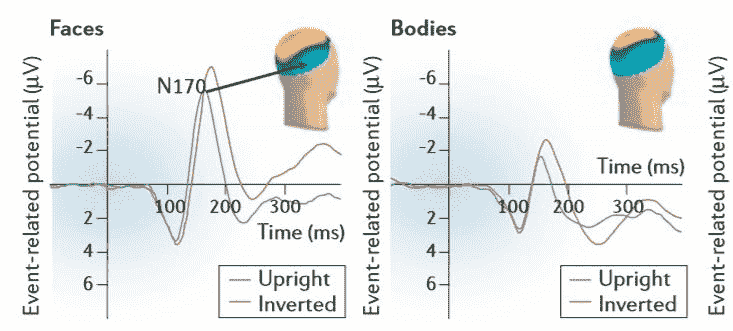 Faces
Event-related potential (μV)
-6
-4
-2
2
4
6
N170
100 200 300
Time (ms)
Upright
Inverted
Bodies
Event-related potential (μV)
-6
-4
-2
2
4
6
Time (ms)
100 200 300
Upright
Inverted
Event-related potential (μV)